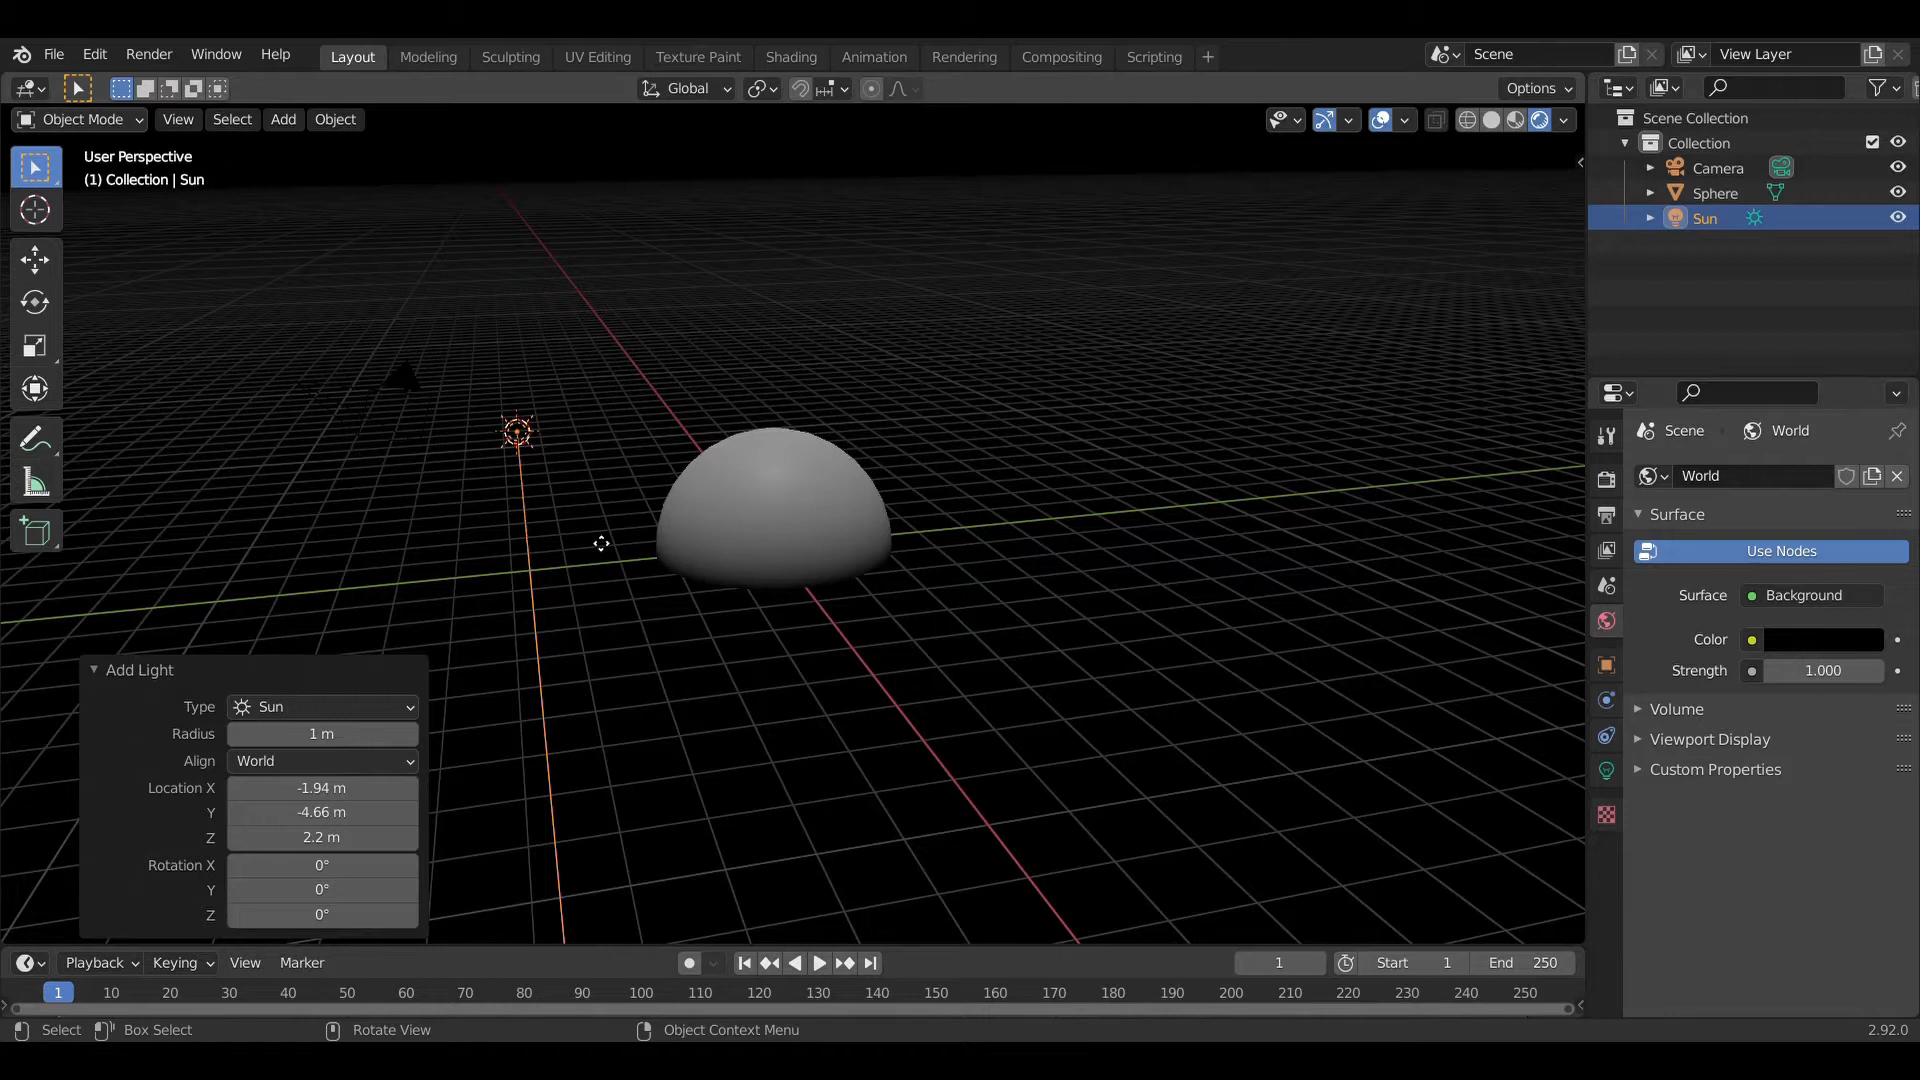 File Edit Render Window Help Layout Modeling Sculpting UV Editing Texture Paint Shading Animation Rendering Compositing Scripting + Scene View Layer
Global Options
Object Mode View Select Add Object
User Perspective
(1) Collection | Sun
Scene Collection
Collection
Camera
Sphere
Sun
Scene World
World
Surface
Use Nodes
Surface Background
Color
Strength 1.000
Volume
Viewport Display
Custom Properties
Add Light
Type Sun
Radius 1 m
Align World
Location X -1.94 m
Y -4.66 m
Z 2.2 m
Rotation X 0°
Y 0°
Z 0°
Playback Keying View Marker 1 Start 1 End 250
1 10 20 30 40 50 60 70 80 90 100 110 120 130 140 150 160 170 180 190 200 210 220 230 240 250
Select Box Select Rotate View Object Context Menu 2.92.0